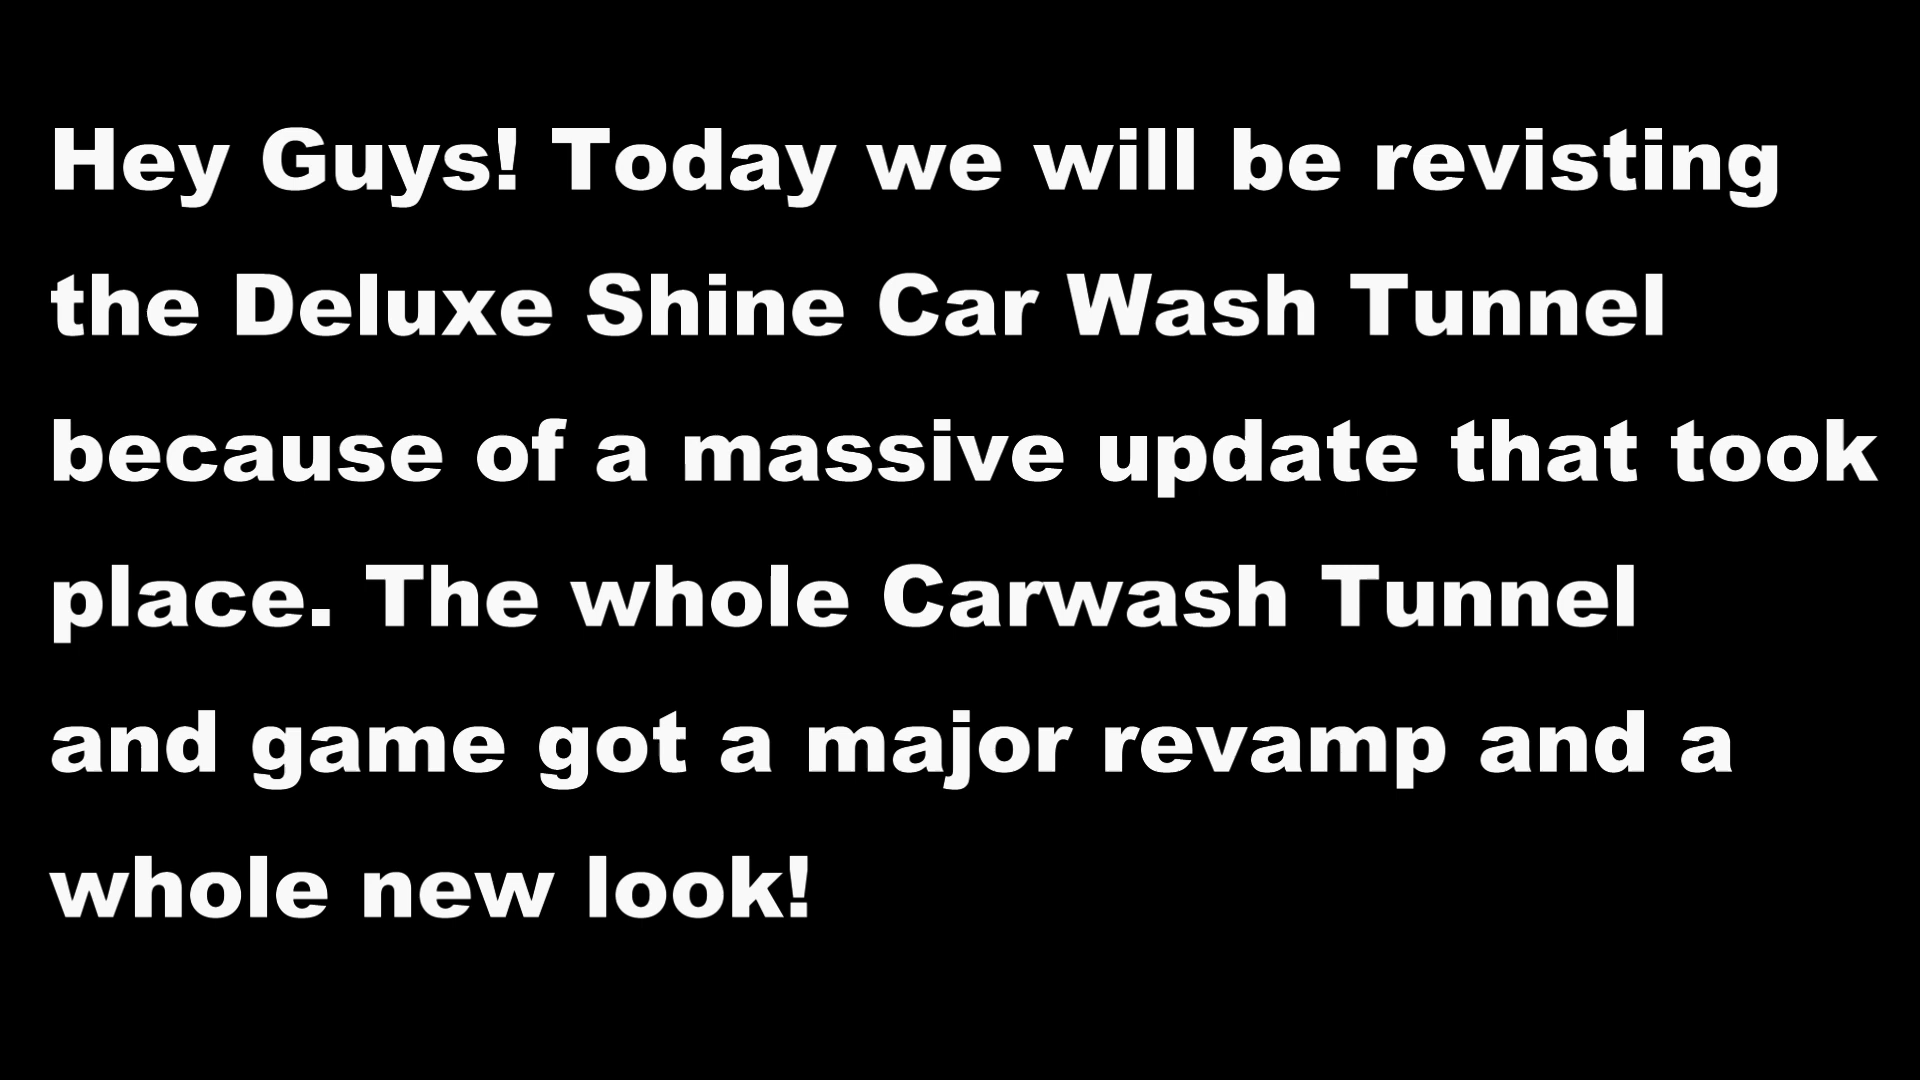 Hey Guys! Today we will be revisting
the Deluxe Shine Car Wash Tunnel
because of a massive update that took
place. The whole Carwash Tunnel
and game got a major revamp and a
whole new look!